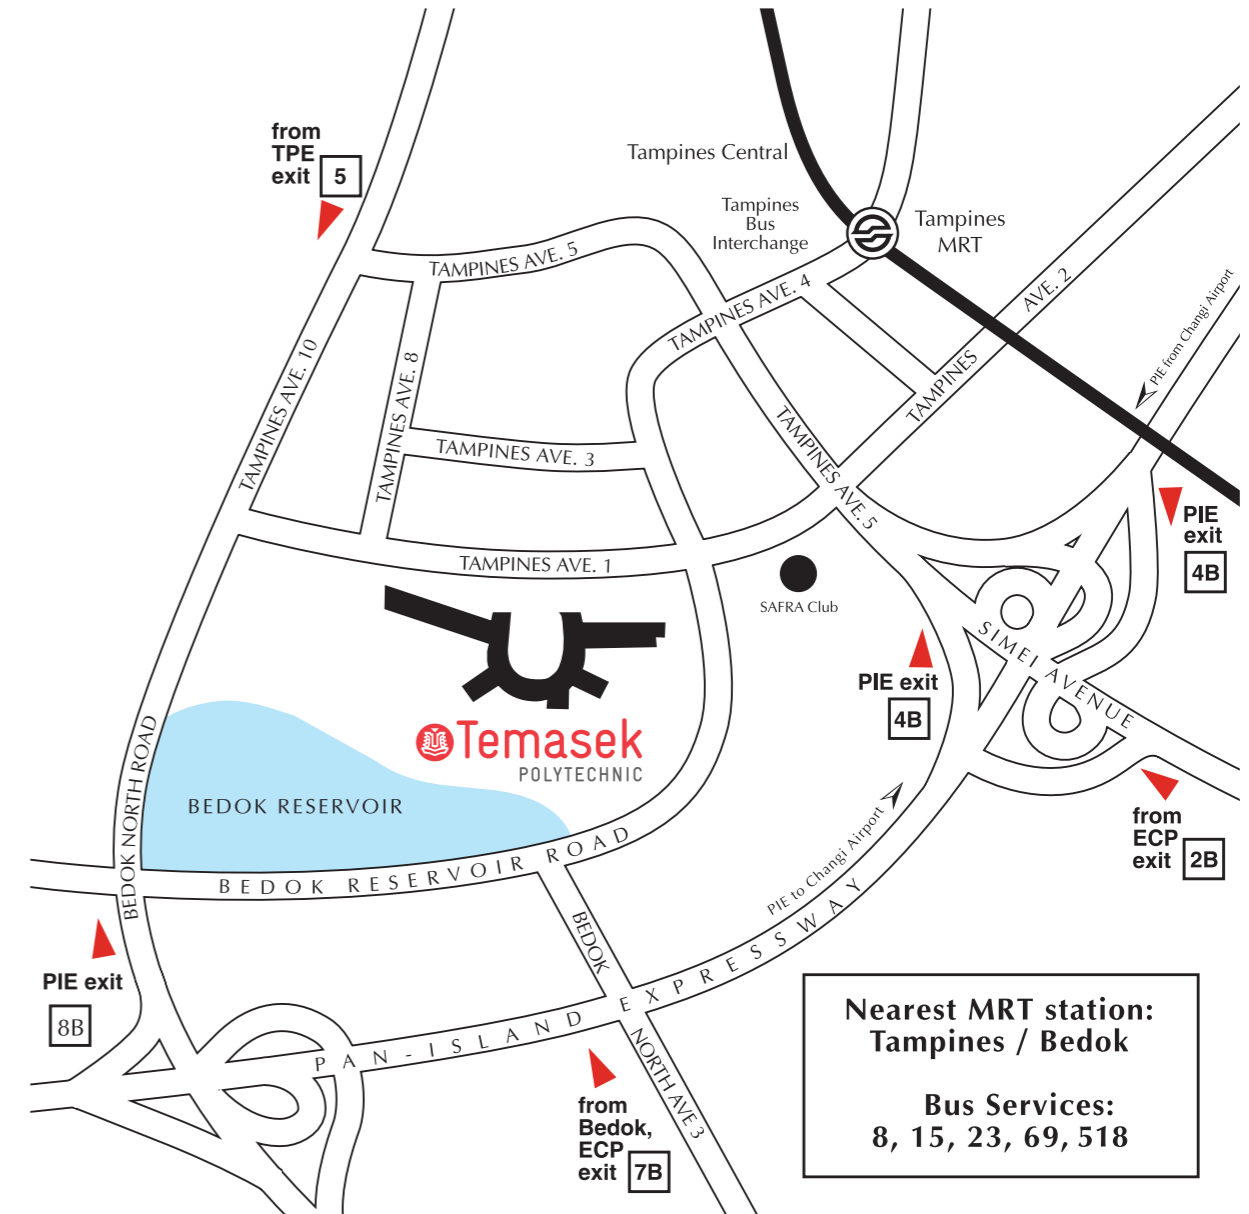 from
TPE
exit 5
Tampines Central
Tampines
Bus
Interchange
Tampines
MRT
TAMPINES AVE. 5
TAMPINES AVE. 4
AVE. 2
TAMPINES
PIE from Changi Airport
TAMPINES AVE. 10
TAMPINES AVE. 8
TAMPINES AVE. 3
TAMPINES AVE. 5
TAMPINES AVE. 1
PIE
exit
4B
SAFRA Club
SIMEI AVENUE
PIE exit
4B
Temasek
POLYTECHNIC
BEDOK NORTH ROAD
BEDOK RESERVOIR
BEDOK RESERVOIR ROAD
from
ECP
exit 2B
PIE to Changi Airport
BEDOK
NORTH AVE 3
PAN-ISLAND EXPRESSWAY
PIE exit
8B
from
Bedok,
ECP
exit 7B
Nearest MRT station:
Tampines / Bedok
Bus Services:
8, 15, 23, 69, 518